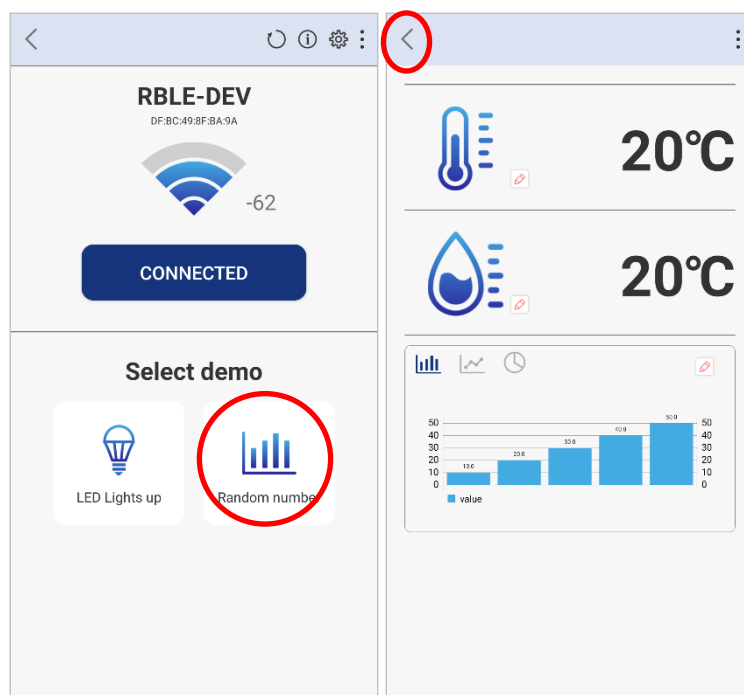 RBLE-DEV
DF:BC:49:8F:BA:9A
-62
CONNECTED
Select demo
LED Lights up
Random number
20℃
20℃
50
40
30
20
10
0
10.0
20.0
30.0
40.0
50.0
50
40
30
20
10
0
value